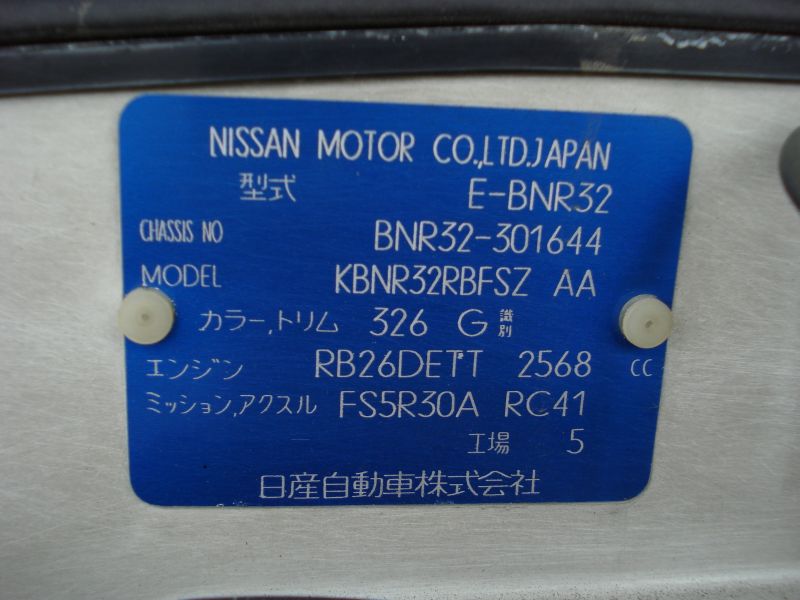 NISSAN MOTOR CO.,LTD.JAPAN
型式 E-BNR32
CHASSIS NO BNR32-301644
MODEL KBNR32RBFSZ AA
カラー,トリム 326 G 識別
エンジン RB26DETT 2568 CC
ミッション,アクスル FS5R30A RC41
工場 5
日産自動車株式会社